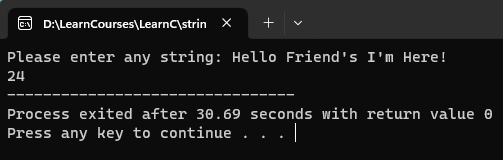 D:\LearnCourses\LearnC\strin
Please enter any string: Hello Friend's I'm Here!
24
--------------------------------
Process exited after 30.69 seconds with return value 0
Press any key to continue . . .